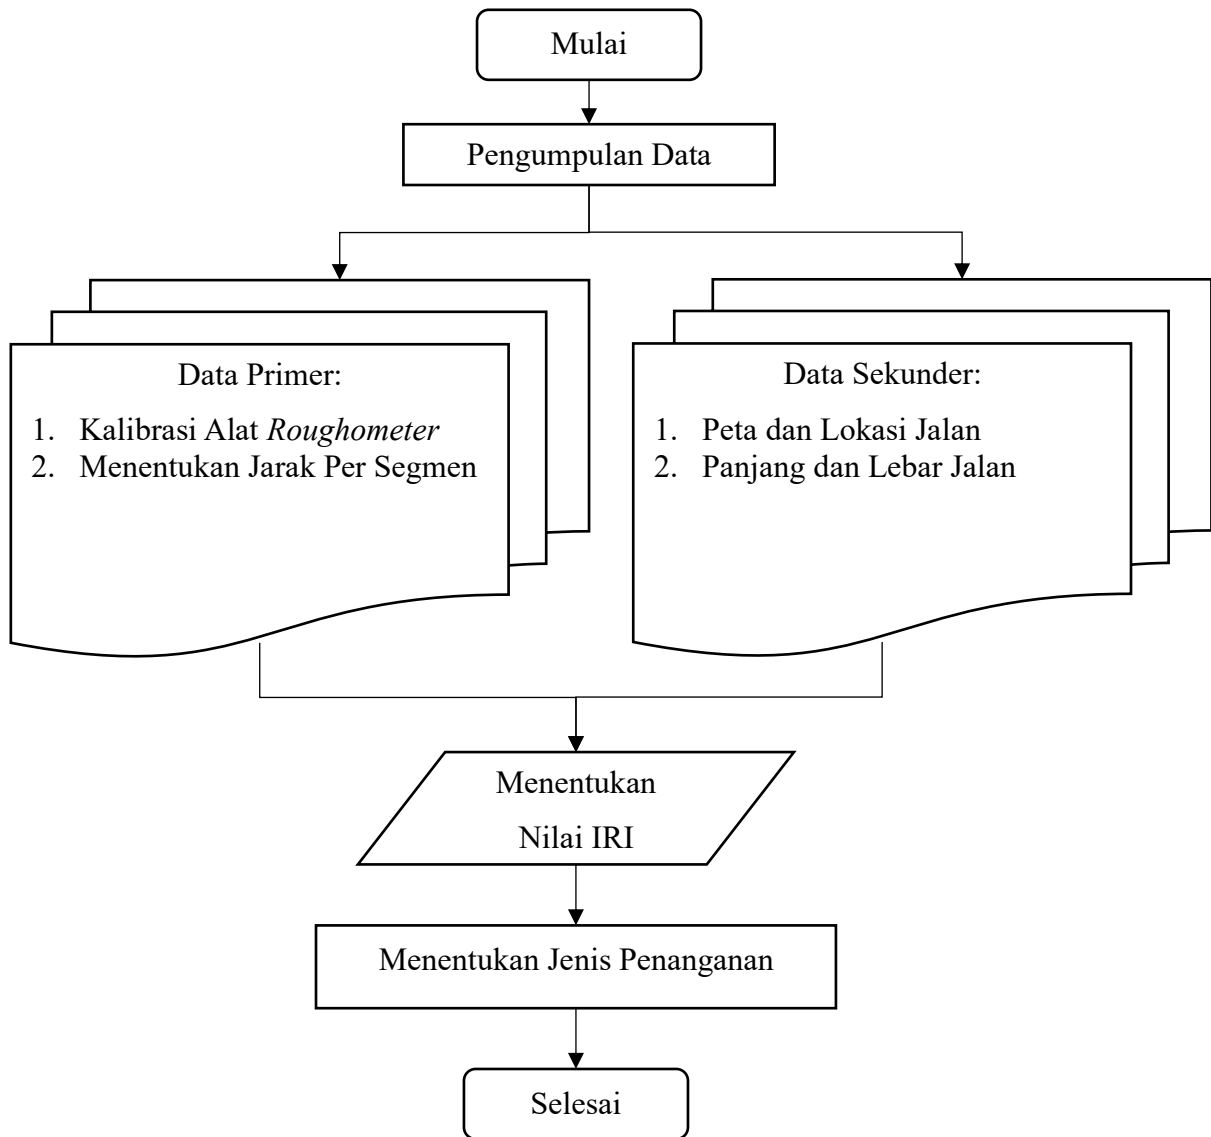 Mulai
Pengumpulan Data
Data Primer:
1. Kalibrasi Alat Roughometer
2. Menentukan Jarak Per Segmen
Data Sekunder:
1. Peta dan Lokasi Jalan
2. Panjang dan Lebar Jalan
Menentukan
Nilai IRI
Menentukan Jenis Penanganan
Selesai